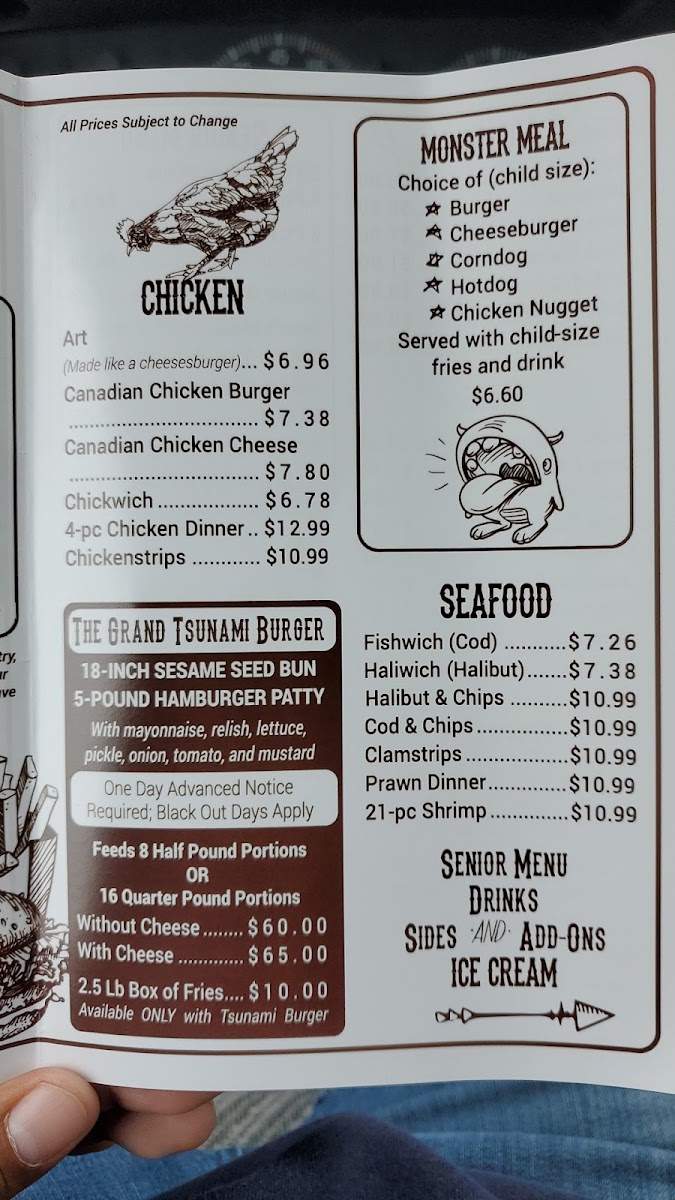 All Prices Subject to Change
CHICKEN
Art
(Made like a cheesesburger)... $6.96
Canadian Chicken Burger
................................ $7.38
Canadian Chicken Cheese
................................ $7.80
Chickwich ................. $6.78
4-pc Chicken Dinner.. $12.99
Chickenstrips ............ $10.99
THE GRAND TSUNAMI BURGER
18-INCH SESAME SEED BUN
5-POUND HAMBURGER PATTY
With mayonnaise, relish, lettuce,
pickle, onion, tomato, and mustard
One Day Advanced Notice
Required; Black Out Days Apply
Feeds 8 Half Pound Portions
OR
16 Quarter Pound Portions
Without Cheese ....... $60.00
With Cheese ............ $65.00
2.5 Lb Box of Fries.... $10.00
Available ONLY with Tsunami Burger
MONSTER MEAL
Choice of (child size):
Burger
Cheeseburger
Corndog
Hotdog
Chicken Nugget
Served with child-size
fries and drink
$6.60
SEAFOOD
Fishwich (Cod) ...........$7.26
Haliwich (Halibut).......$7.38
Halibut & Chips ..........$10.99
Cod & Chips................$10.99
Clamstrips ..................$10.99
Prawn Dinner..............$10.99
21-pc Shrimp..............$10.99
SENIOR MENU
DRINKS
SIDES AND ADD-ONS
ICE CREAM